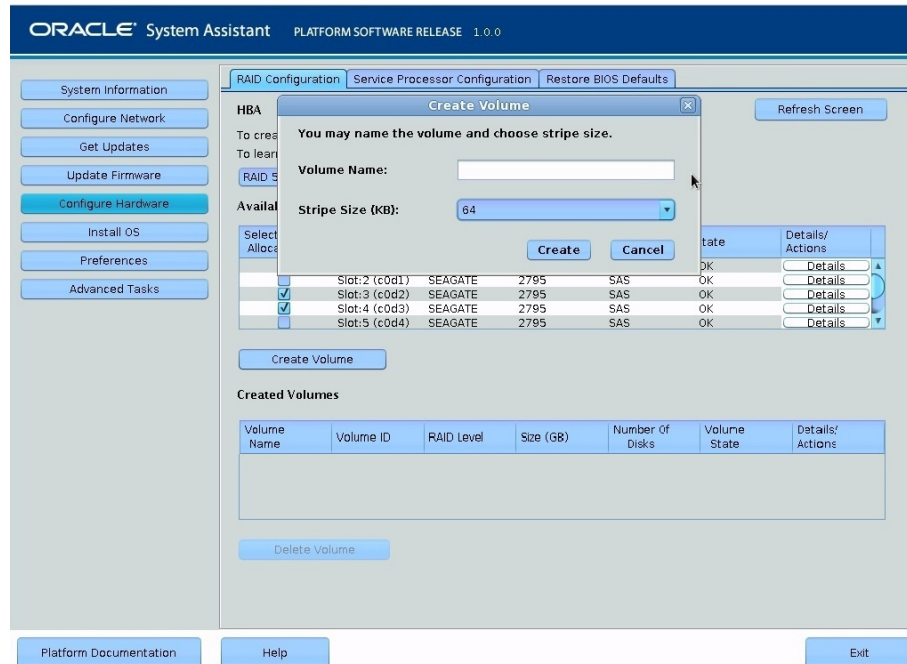 ORACLE System Assistant PLATFORM SOFTWARE RELEASE 1.0.0
System Information
Configure Network
Get Updates
Update Firmware
Configure Hardware
Install OS
Preferences
Advanced Tasks
RAID Configuration Service Processor Configuration Restore BIOS Defaults
HBA
Refresh Screen
To
To
RAID
Create Volume
You may name the volume and choose stripe size.
Volume Name:
Stripe Size (KB): 64
Create Cancel
Select Details/
Actions
OK Details
Slot:2 (c0d1) SEAGATE 2795 SAS OK Details
Slot:3 (c0d2) SEAGATE 2795 SAS OK Details
Slot:4 (c0d3) SEAGATE 2795 SAS OK Details
Slot:5 (c0d4) SEAGATE 2795 SAS OK Details
Create Volume
Created Volumes
Volume Name Volume ID RAID Level Size (GB) Number Of Disks Volume State Details/ Actions
Delete Volume
Platform Documentation Help Exit